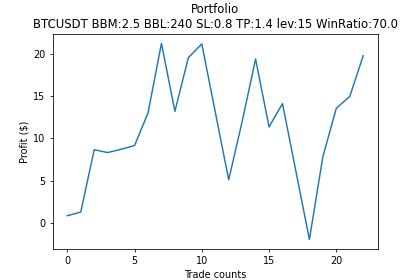 Portfolio
BTCUSDT BBM:2.5 BBL:240 SL:0.8 TP:1.4 lev:15 WinRatio:70.0
20
15
10
5
0
Profit ($)
0 5 10 15 20
Trade counts